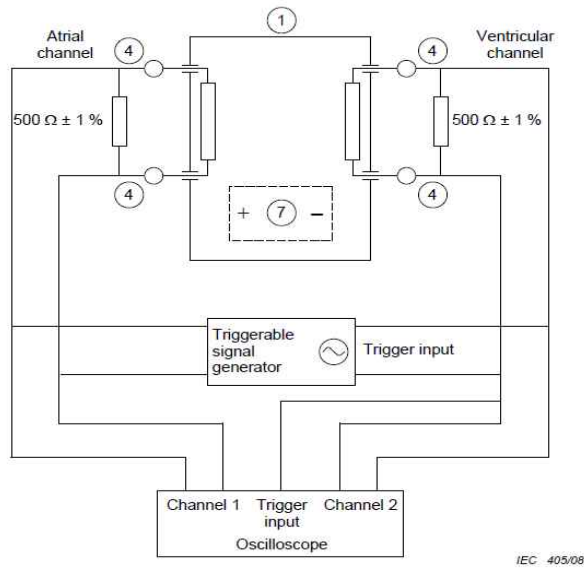 1
Atrial
channel
4
4
Ventricular
channel
500 Ω ± 1 %
500 Ω ± 1 %
4
4
+ 7 –
Triggerable
signal
generator
Trigger input
Channel 1
Trigger
input
Channel 2
Oscilloscope
IEC 405/08